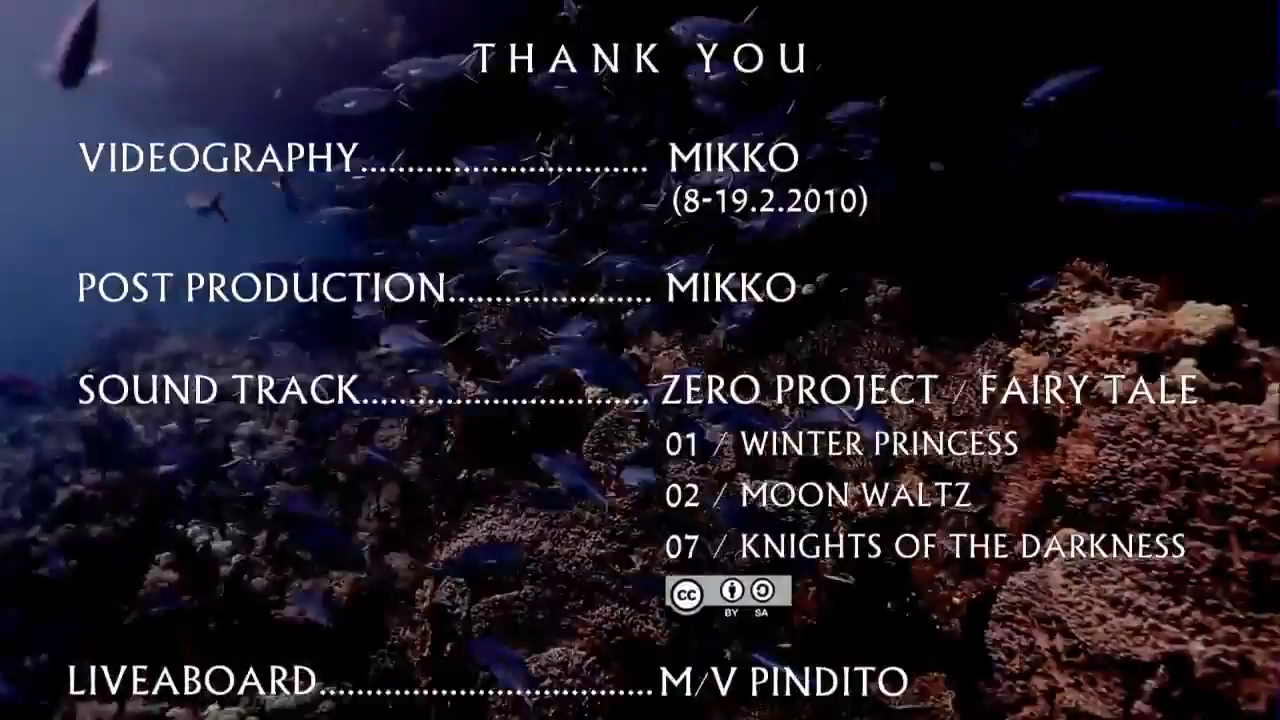 THANK YOU
VIDEOGRAPHY.............................. MIKKO
(8-19.2.2010)
POST PRODUCTION..................... MIKKO
SOUND TRACK.............................. ZERO PROJECT / FAIRY TALE
01 / WINTER PRINCESS
02 / MOON WALTZ
07 / KNIGHTS OF THE DARKNESS
cc BY SA
LIVEABOARD................................... M/V PINDITO